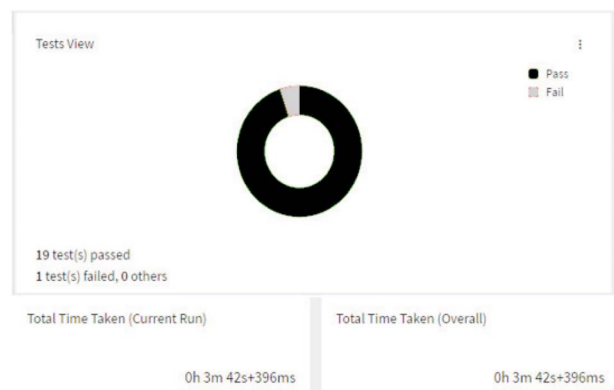 Tests View
Pass
Fail
19 test(s) passed
1 test(s) failed, 0 others
Total Time Taken (Current Run)
0h 3m 42s+396ms
Total Time Taken (Overall)
0h 3m 42s+396ms